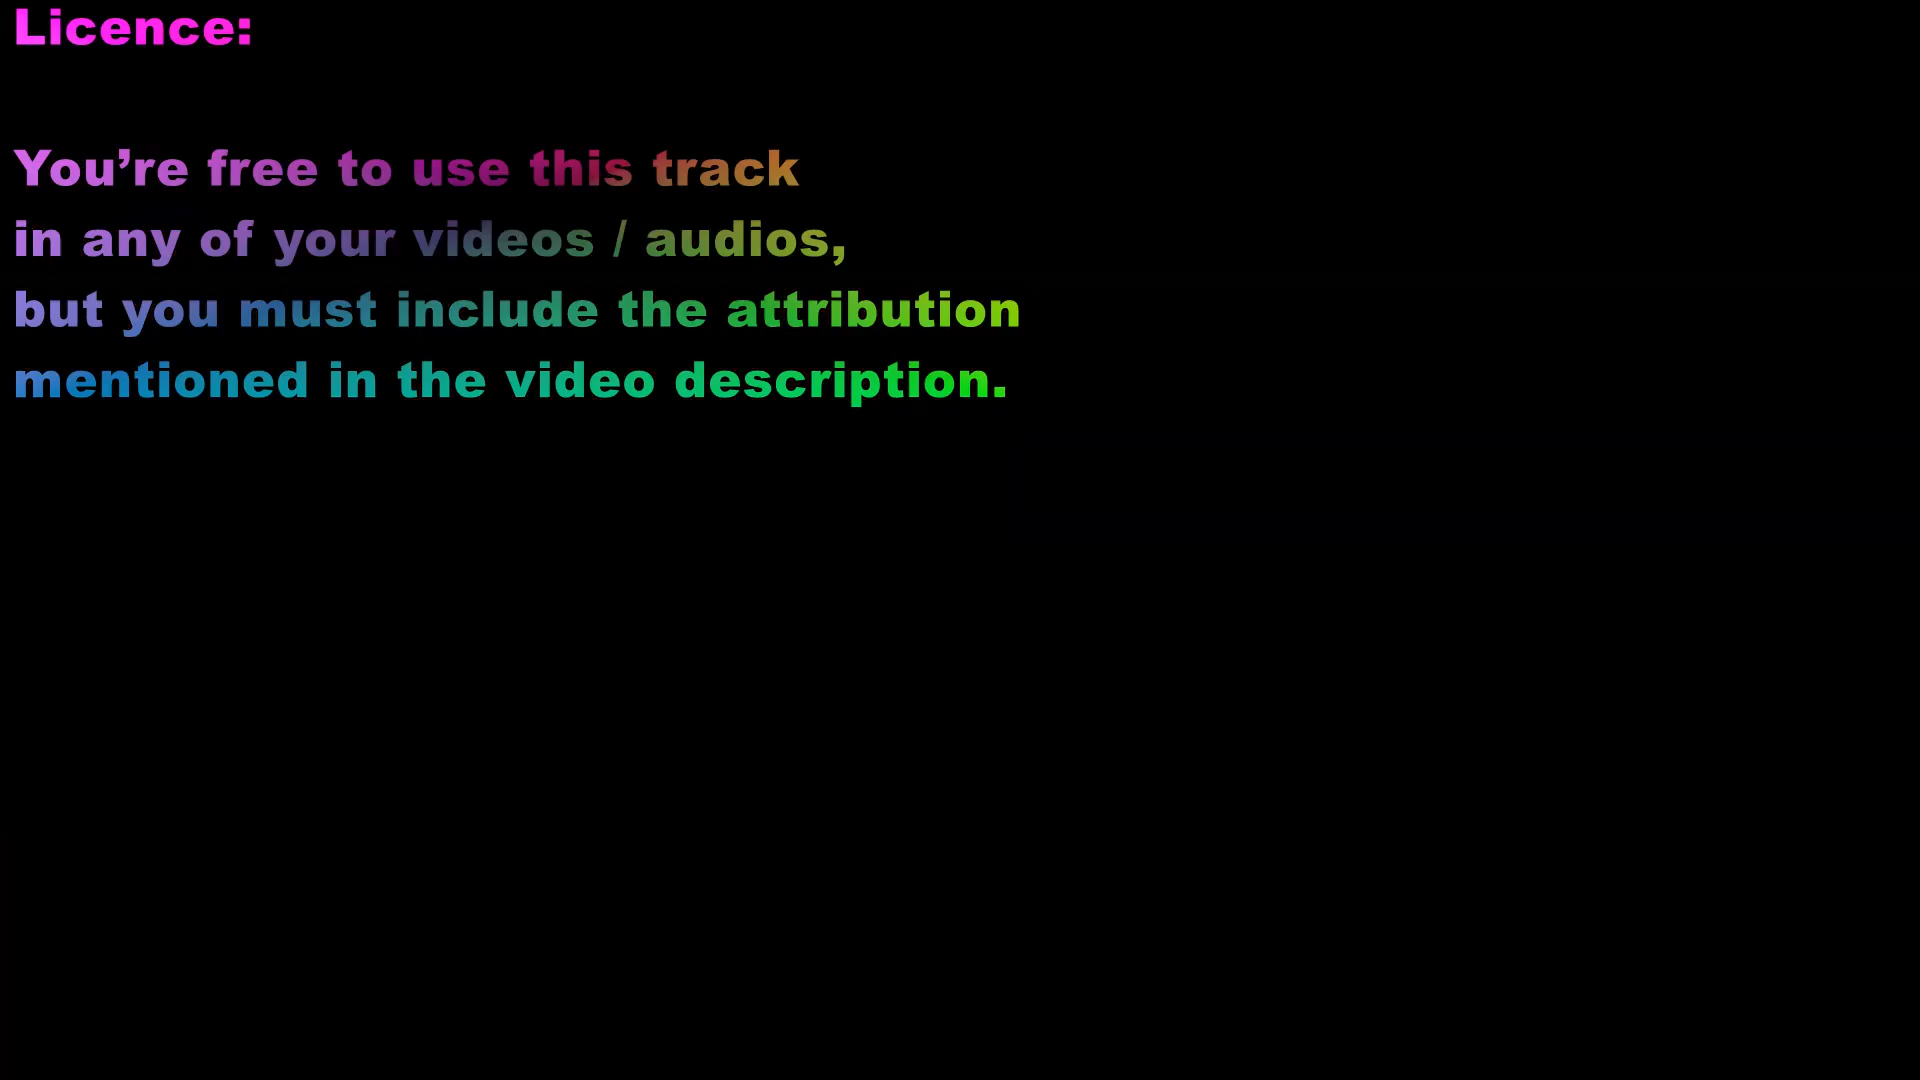 Licence:
You’re free to use this track
in any of your videos / audios,
but you must include the attribution
mentioned in the video description.